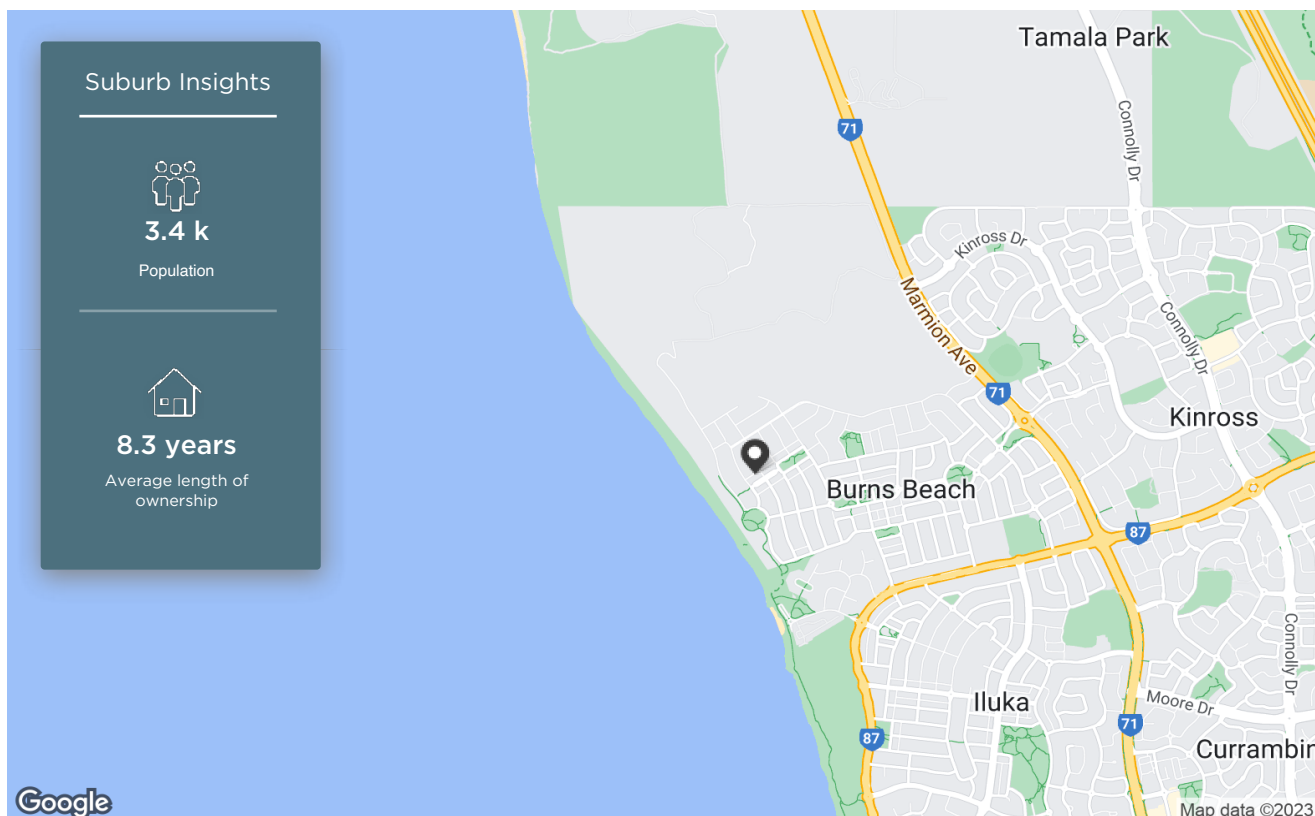 Suburb Insights
3.4 k
Population
8.3 years
Average length of
ownership
Tamala Park
Connolly Dr
71
Kinross Dr
Marmion Ave
Connolly Dr
71
Kinross
Burns Beach
87
Connolly Dr
Iluka
Moore Dr
71
87
Currambin
Google
Map data ©2023